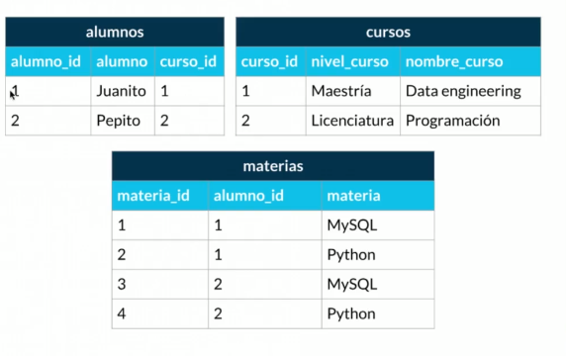 alumnos
alumno_id alumno curso_id
1 Juanito 1
2 Pepito 2
cursos
curso_id nivel_curso nombre_curso
1 Maestría Data engineering
2 Licenciatura Programación
materias
materia_id alumno_id materia
1 1 MySQL
2 1 Python
3 2 MySQL
4 2 Python